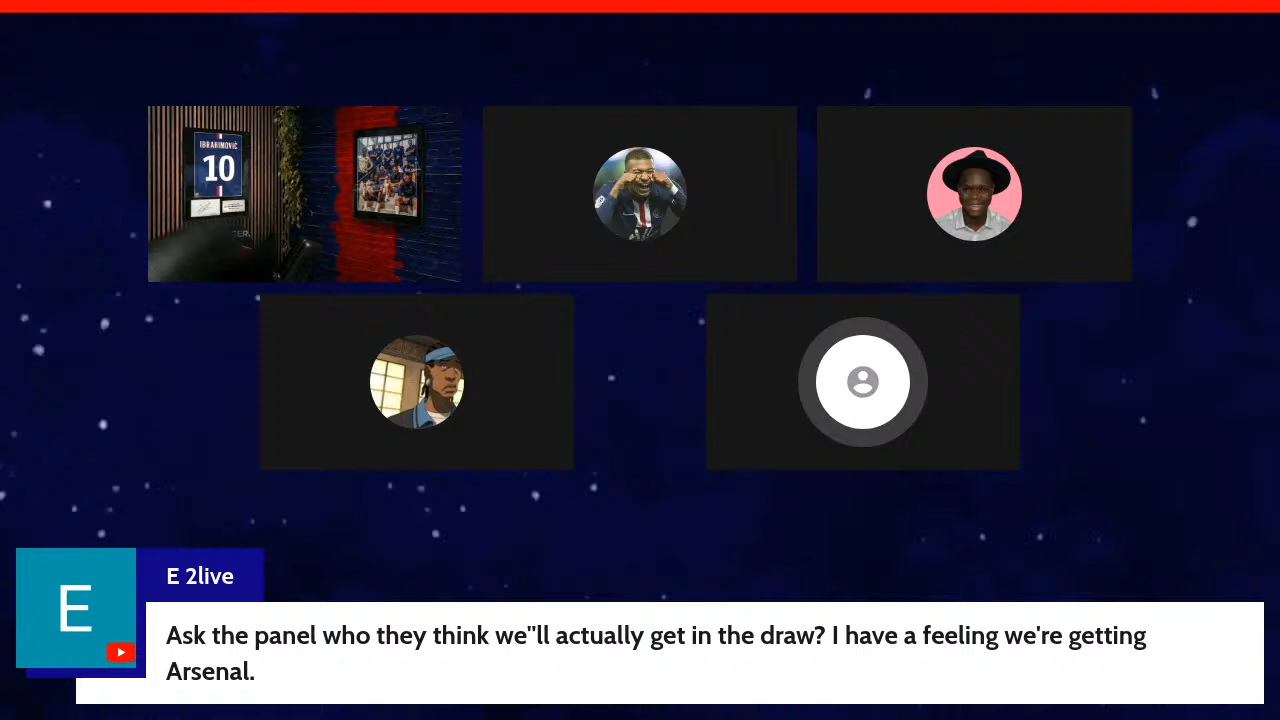 IBRAHIMOVIĆ
10
E
E 2live
Ask the panel who they think we"ll actually get in the draw? I have a feeling we're getting
Arsenal.